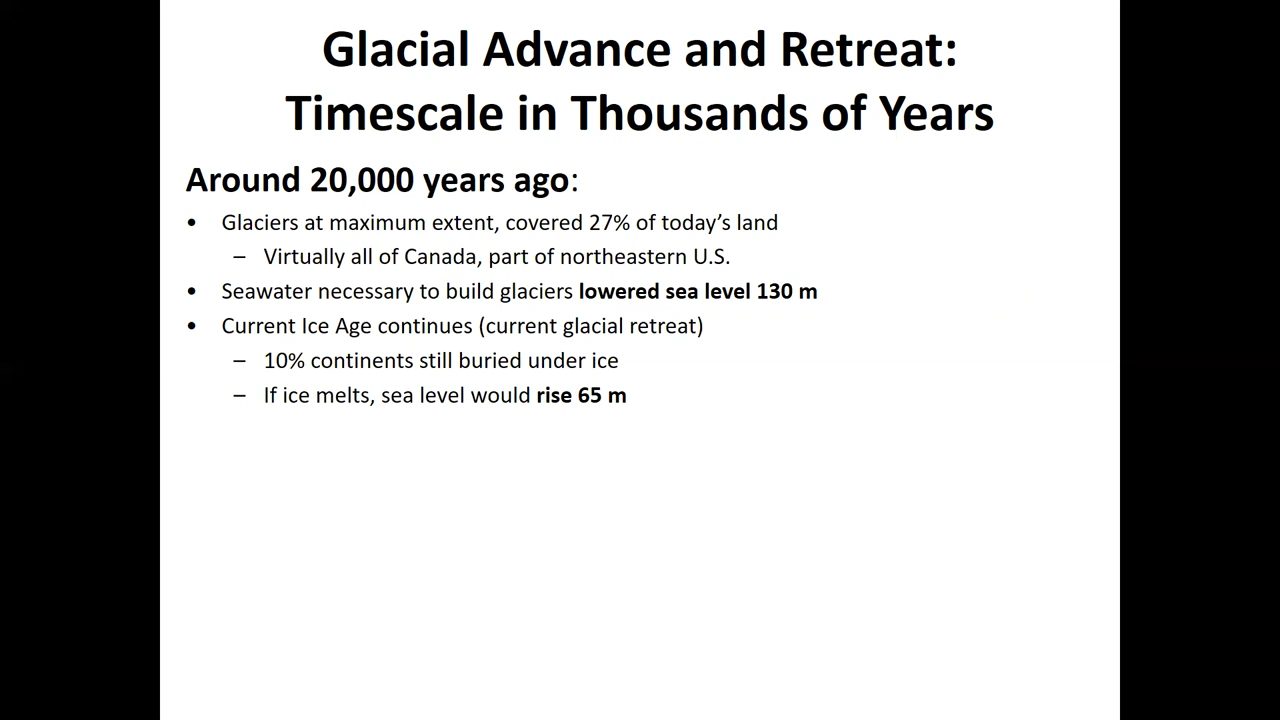 Glacial Advance and Retreat:
Timescale in Thousands of Years
Around 20,000 years ago:
• Glaciers at maximum extent, covered 27% of today’s land
– Virtually all of Canada, part of northeastern U.S.
• Seawater necessary to build glaciers lowered sea level 130 m
• Current Ice Age continues (current glacial retreat)
– 10% continents still buried under ice
– If ice melts, sea level would rise 65 m